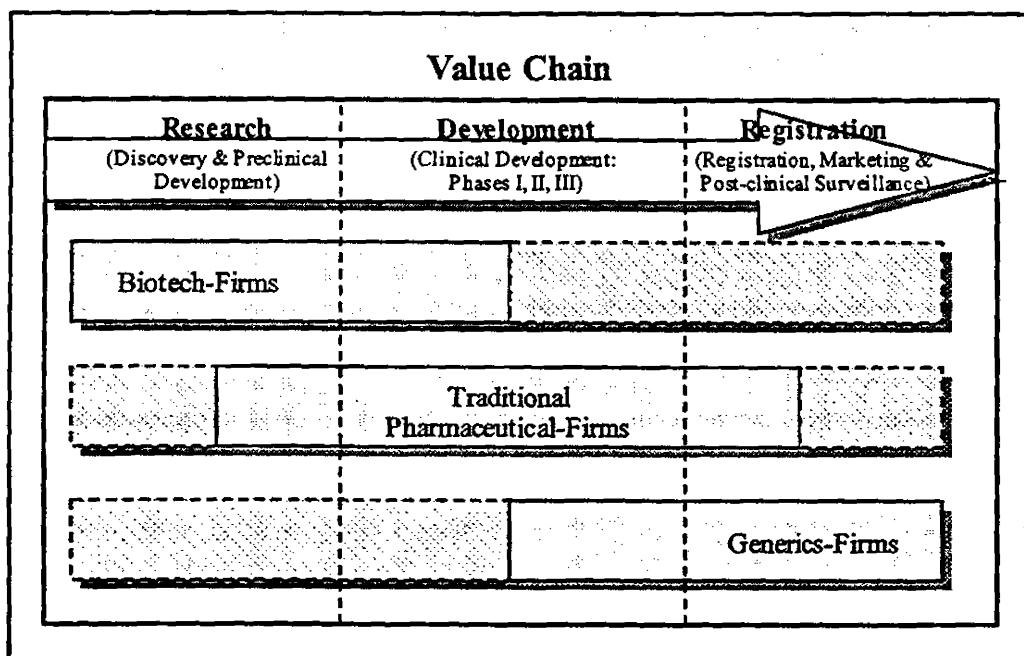 Value Chain
Research
(Discovery & Preclinical
Development)
Development
(Clinical Development:
Phases I, II, III)
Registration
(Registration, Marketing &
Post-clinical Surveillance)
Biotech-Firms
Traditional
Pharmaceutical-Firms
Generics-Firms